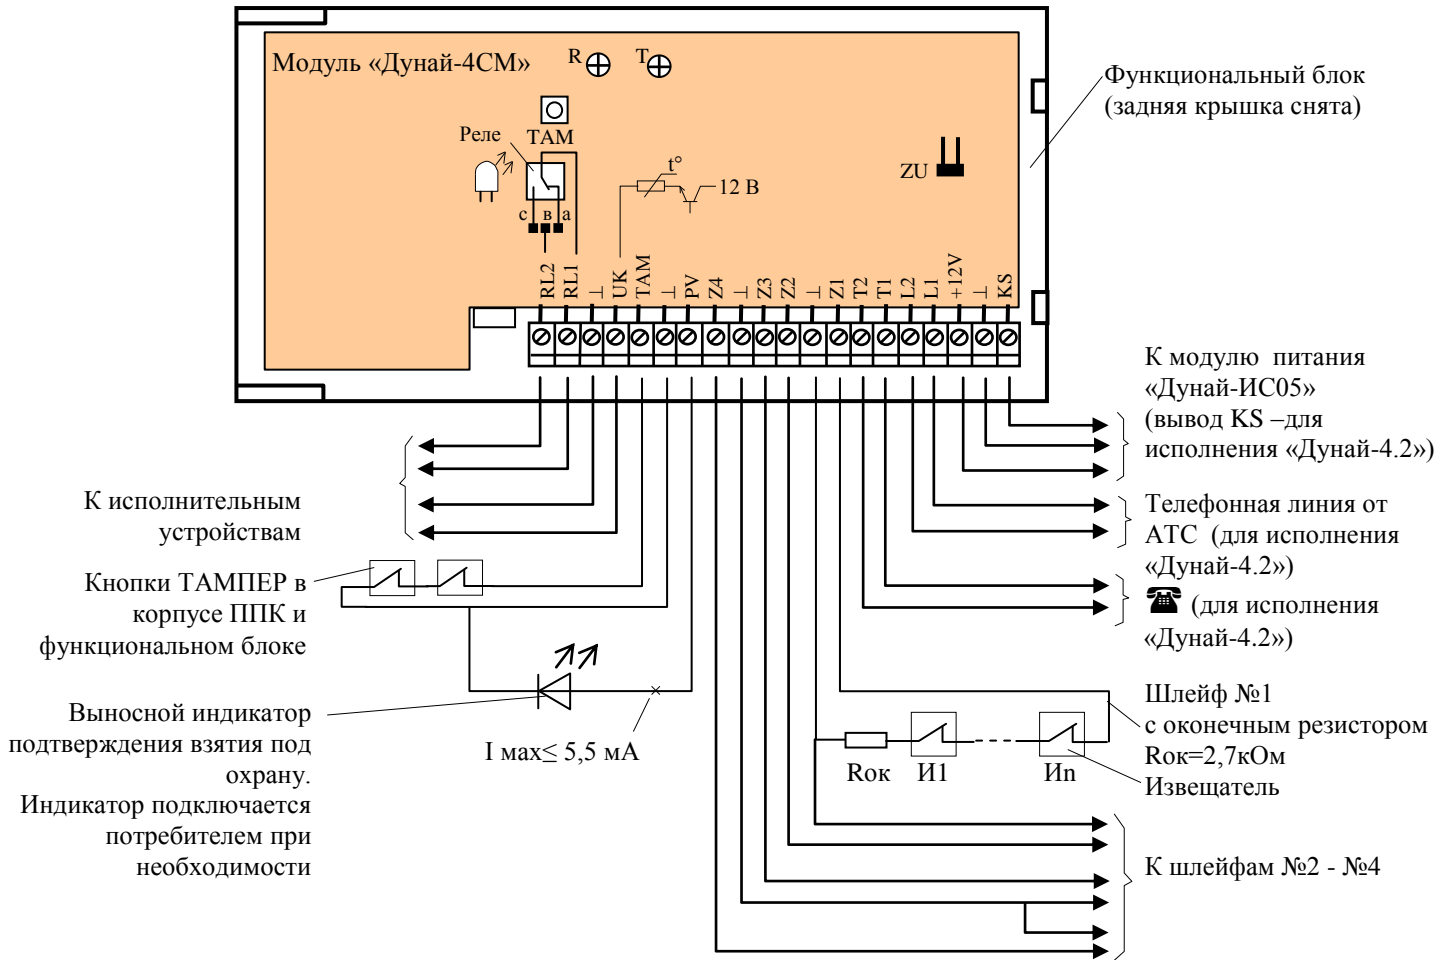 Модуль «Дунай-4СМ»
R
T
TAM
Реле
t°
12 В
ZU
с в а
RL2
RL1
⊥
UK
TAM
⊥
PV
Z4
⊥
Z3
Z2
⊥
Z1
T2
T1
L2
L1
+12V
⊥
KS
Функциональный блок
(задняя крышка снята)
К модулю питания
«Дунай-ИС05»
(вывод KS –для
исполнения «Дунай-4.2»)
Телефонная линия от
АТС (для исполнения
«Дунай-4.2»)
☎ (для исполнения
«Дунай-4.2»)
Шлейф №1
с оконечным резистором
Rок=2,7кОм
Извещатель
К шлейфам №2 - №4
К исполнительным
устройствам
Кнопки ТАМПЕР в
корпусе ППК и
функциональном блоке
Выносной индикатор
подтверждения взятия под
охрану.
Индикатор подключается
потребителем при
необходимости
I мах≤ 5,5 мА
Rок
И1
Иn